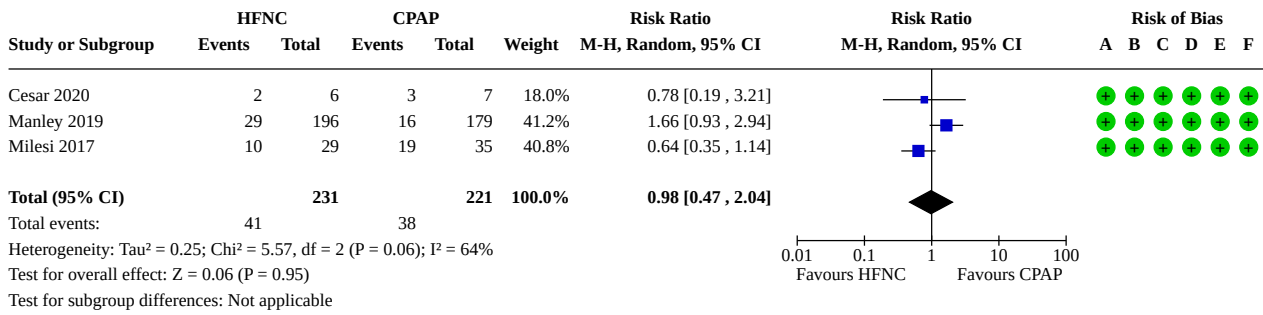 HFNC CPAP Risk Ratio Risk Ratio Risk of Bias
Study or Subgroup Events Total Events Total Weight M-H, Random, 95% CI M-H, Random, 95% CI A B C D E F
Cesar 2020 2 6 3 7 18.0% 0.78 [0.19 , 3.21] + + + + + +
Manley 2019 29 196 16 179 41.2% 1.66 [0.93 , 2.94] + + + + + +
Milesi 2017 10 29 19 35 40.8% 0.64 [0.35 , 1.14] + + + + + +
Total (95% CI) 231 221 100.0% 0.98 [0.47 , 2.04]
Total events: 41 38
Heterogeneity: Tau² = 0.25; Chi² = 5.57, df = 2 (P = 0.06); I² = 64%
0.01 0.1 1 10 100
Test for overall effect: Z = 0.06 (P = 0.95) Favours HFNC Favours CPAP
Test for subgroup differences: Not applicable